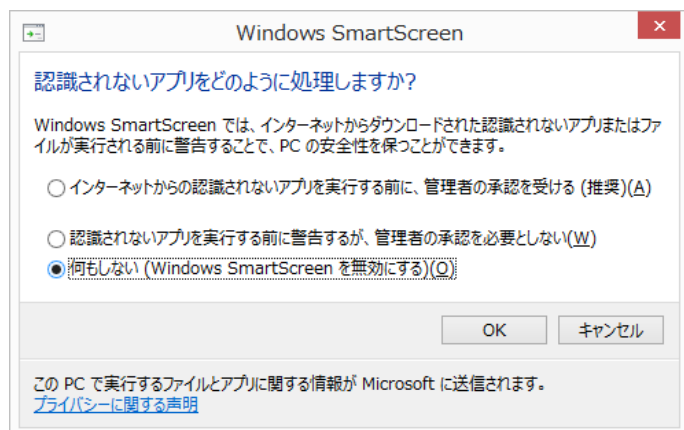 Windows SmartScreen
認識されないアプリをどのように処理しますか?
Windows SmartScreen では、インターネットからダウンロードされた認識されないアプリまたはファ
イルが実行される前に警告することで、PC の安全性を保つことができます。
インターネットからの認識されないアプリを実行する前に、管理者の承認を受ける (推奨)(A)
認識されないアプリを実行する前に警告するが、管理者の承認を必要としない(W)
何もしない (Windows SmartScreen を無効にする)(O)
OK キャンセル
この PC で実行するファイルとアプリに関する情報が Microsoft に送信されます。
プライバシーに関する声明